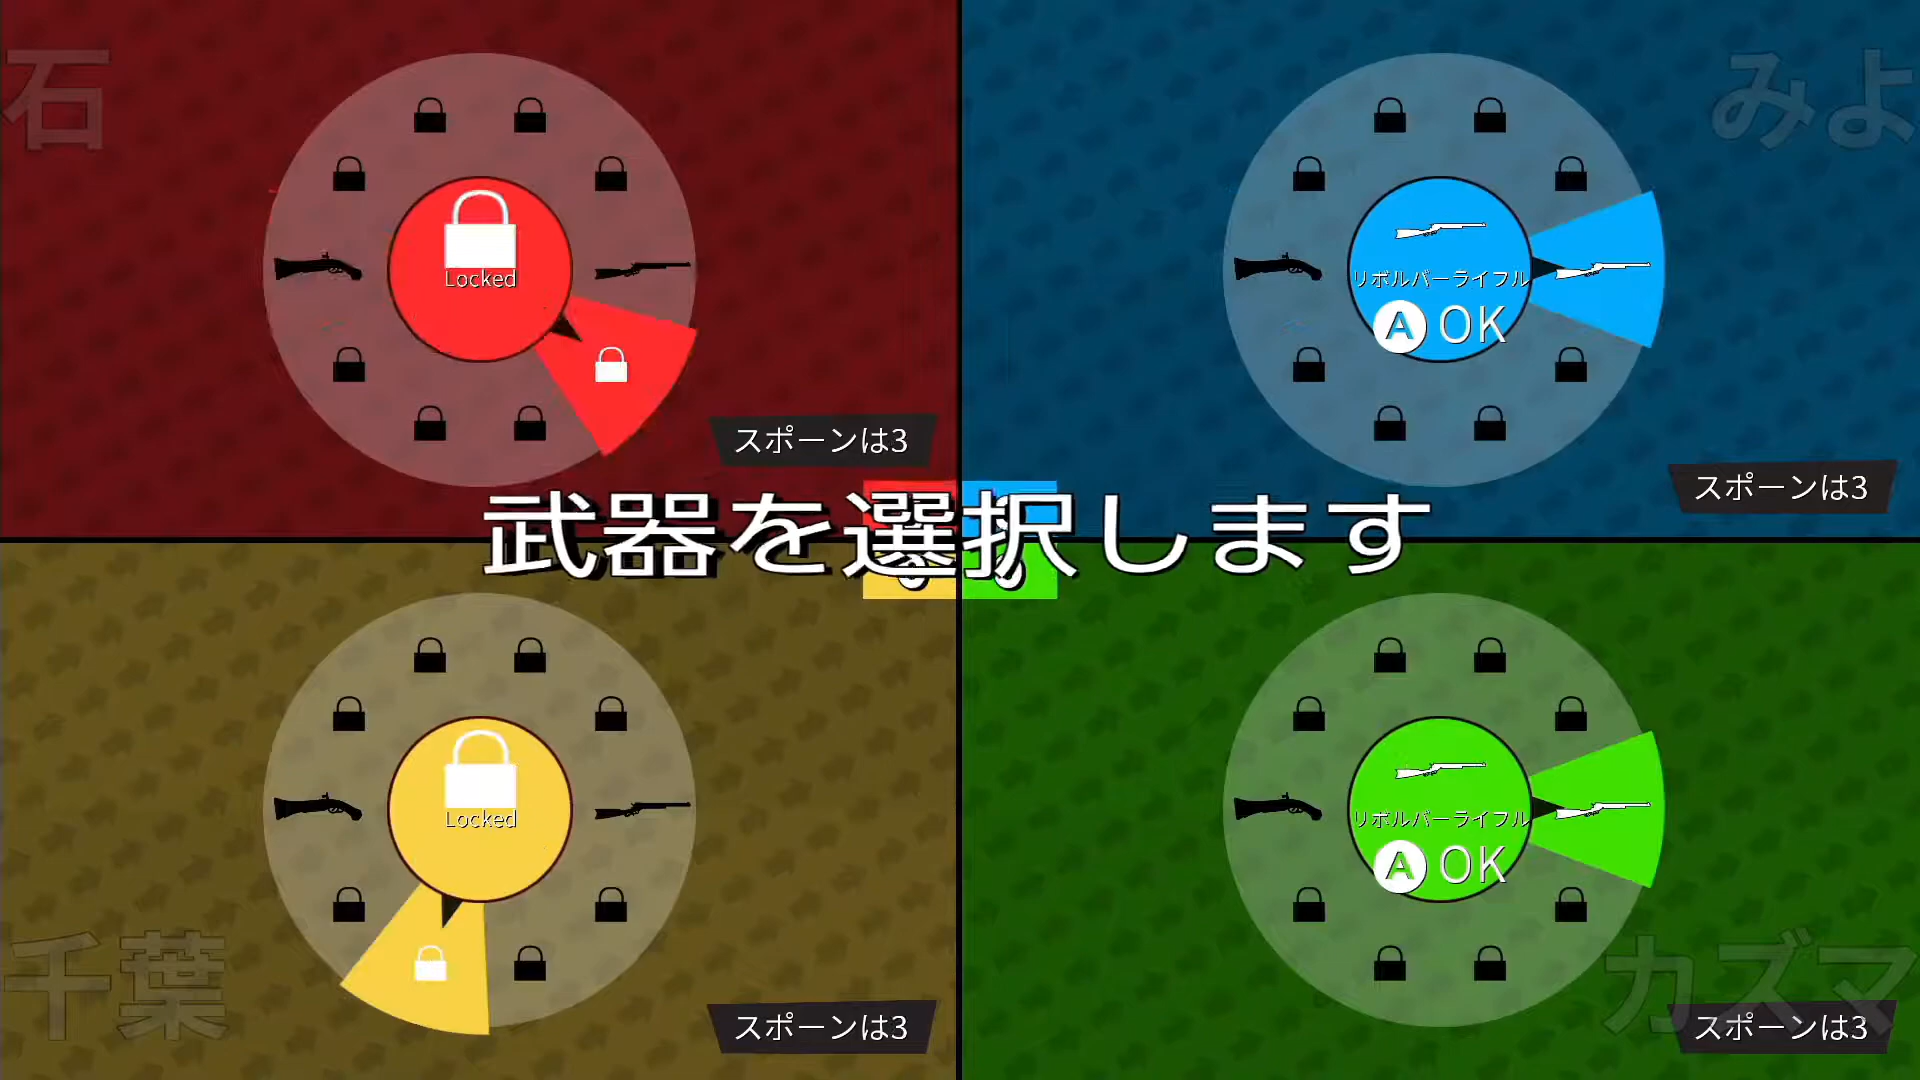 石
みよ
Locked
リボルバーライフル
A OK
スポーンは3
スポーンは3
武器を選択します
Locked
リボルバーライフル
A OK
千葉
カズマ
スポーンは3
スポーンは3